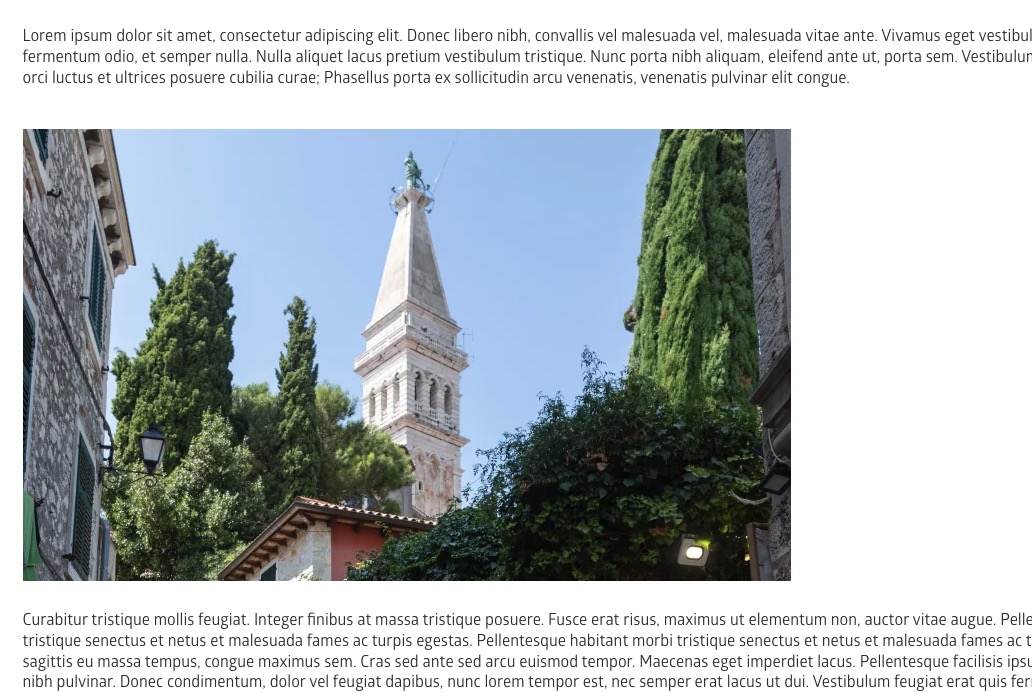 Lorem ipsum dolor sit amet, consectetur adipiscing elit. Donec libero nibh, convallis vel malesuada vel, malesuada vitae ante. Vivamus eget vestibul
fermentum odio, et semper nulla. Nulla aliquet lacus pretium vestibulum tristique. Nunc porta nibh aliquam, eleifend ante ut, porta sem. Vestibulum
orci luctus et ultrices posuere cubilia curae; Phasellus porta ex sollicitudin arcu venenatis, venenatis pulvinar elit congue.
Curabitur tristique mollis feugiat. Integer finibus at massa tristique posuere. Fusce erat risus, maximus ut elementum non, auctor vitae augue. Pelle
tristique senectus et netus et malesuada fames ac turpis egestas. Pellentesque habitant morbi tristique senectus et netus et malesuada fames ac t
sagittis eu massa tempus, congue maximus sem. Cras sed ante sed arcu euismod tempor. Maecenas eget imperdiet lacus. Pellentesque facilisis ipsu
nibh pulvinar. Donec condimentum, dolor vel feugiat dapibus, nunc lorem tempor est, nec semper erat lacus ut dui. Vestibulum feugiat erat quis fer